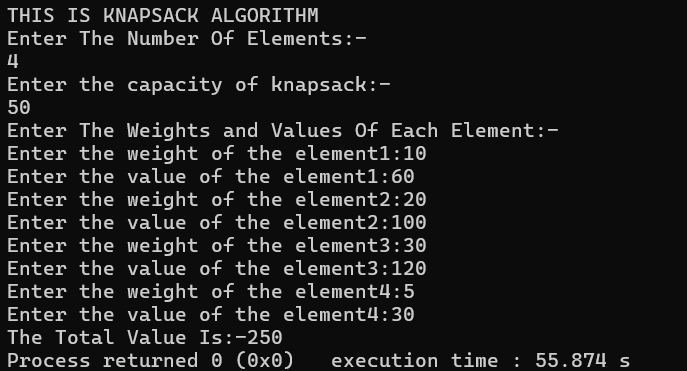 THIS IS KNAPSACK ALGORITHM
Enter The Number Of Elements:-
4
Enter the capacity of knapsack:-
50
Enter The Weights and Values Of Each Element:-
Enter the weight of the element1:10
Enter the value of the element1:60
Enter the weight of the element2:20
Enter the value of the element2:100
Enter the weight of the element3:30
Enter the value of the element3:120
Enter the weight of the element4:5
Enter the value of the element4:30
The Total Value Is:-250
Process returned 0 (0x0)   execution time : 55.874 s